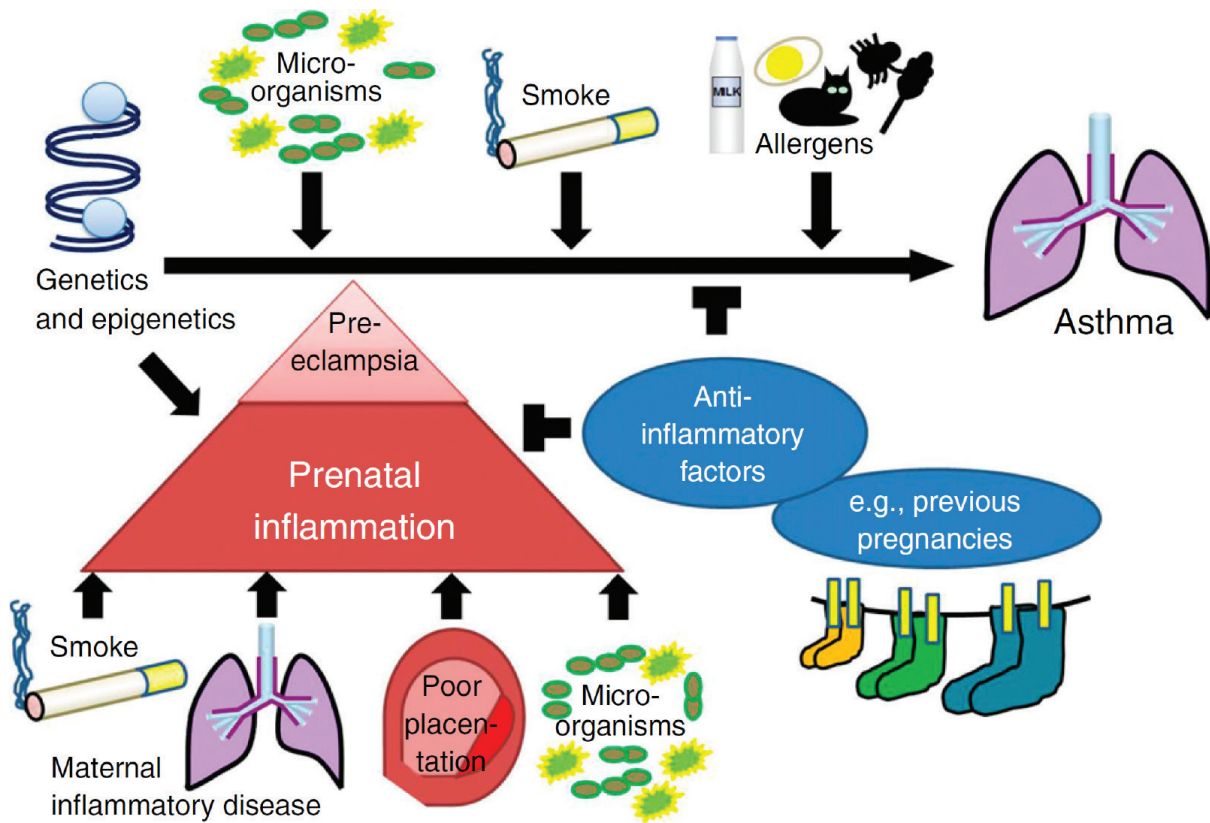 Micro-
organisms
Smoke
MILK
Allergens
Genetics
and epigenetics
Asthma
Pre-
eclampsia
Anti-
inflammatory
factors
Prenatal
inflammation
e.g., previous
pregnancies
Smoke
Maternal
inflammatory disease
Poor
placen-
tation
Micro-
organisms